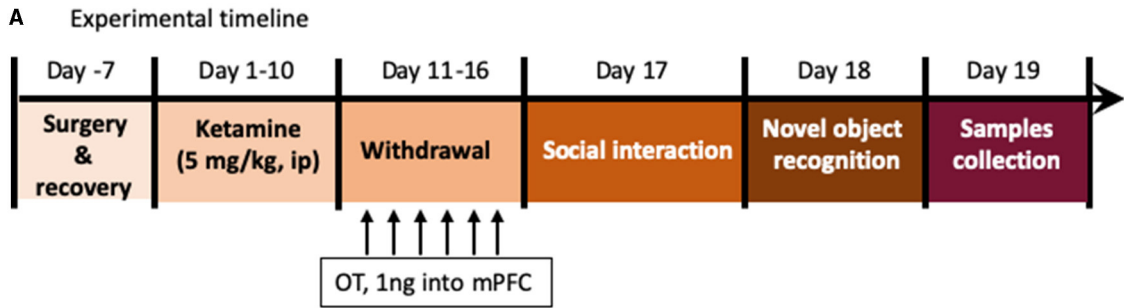 A Experimental timeline
Day -7 Day 1-10 Day 11-16 Day 17 Day 18 Day 19
Surgery
&
recovery
Ketamine
(5 mg/kg, ip)
Withdrawal
Social interaction
Novel object
recognition
Samples
collection
OT, 1ng into mPFC